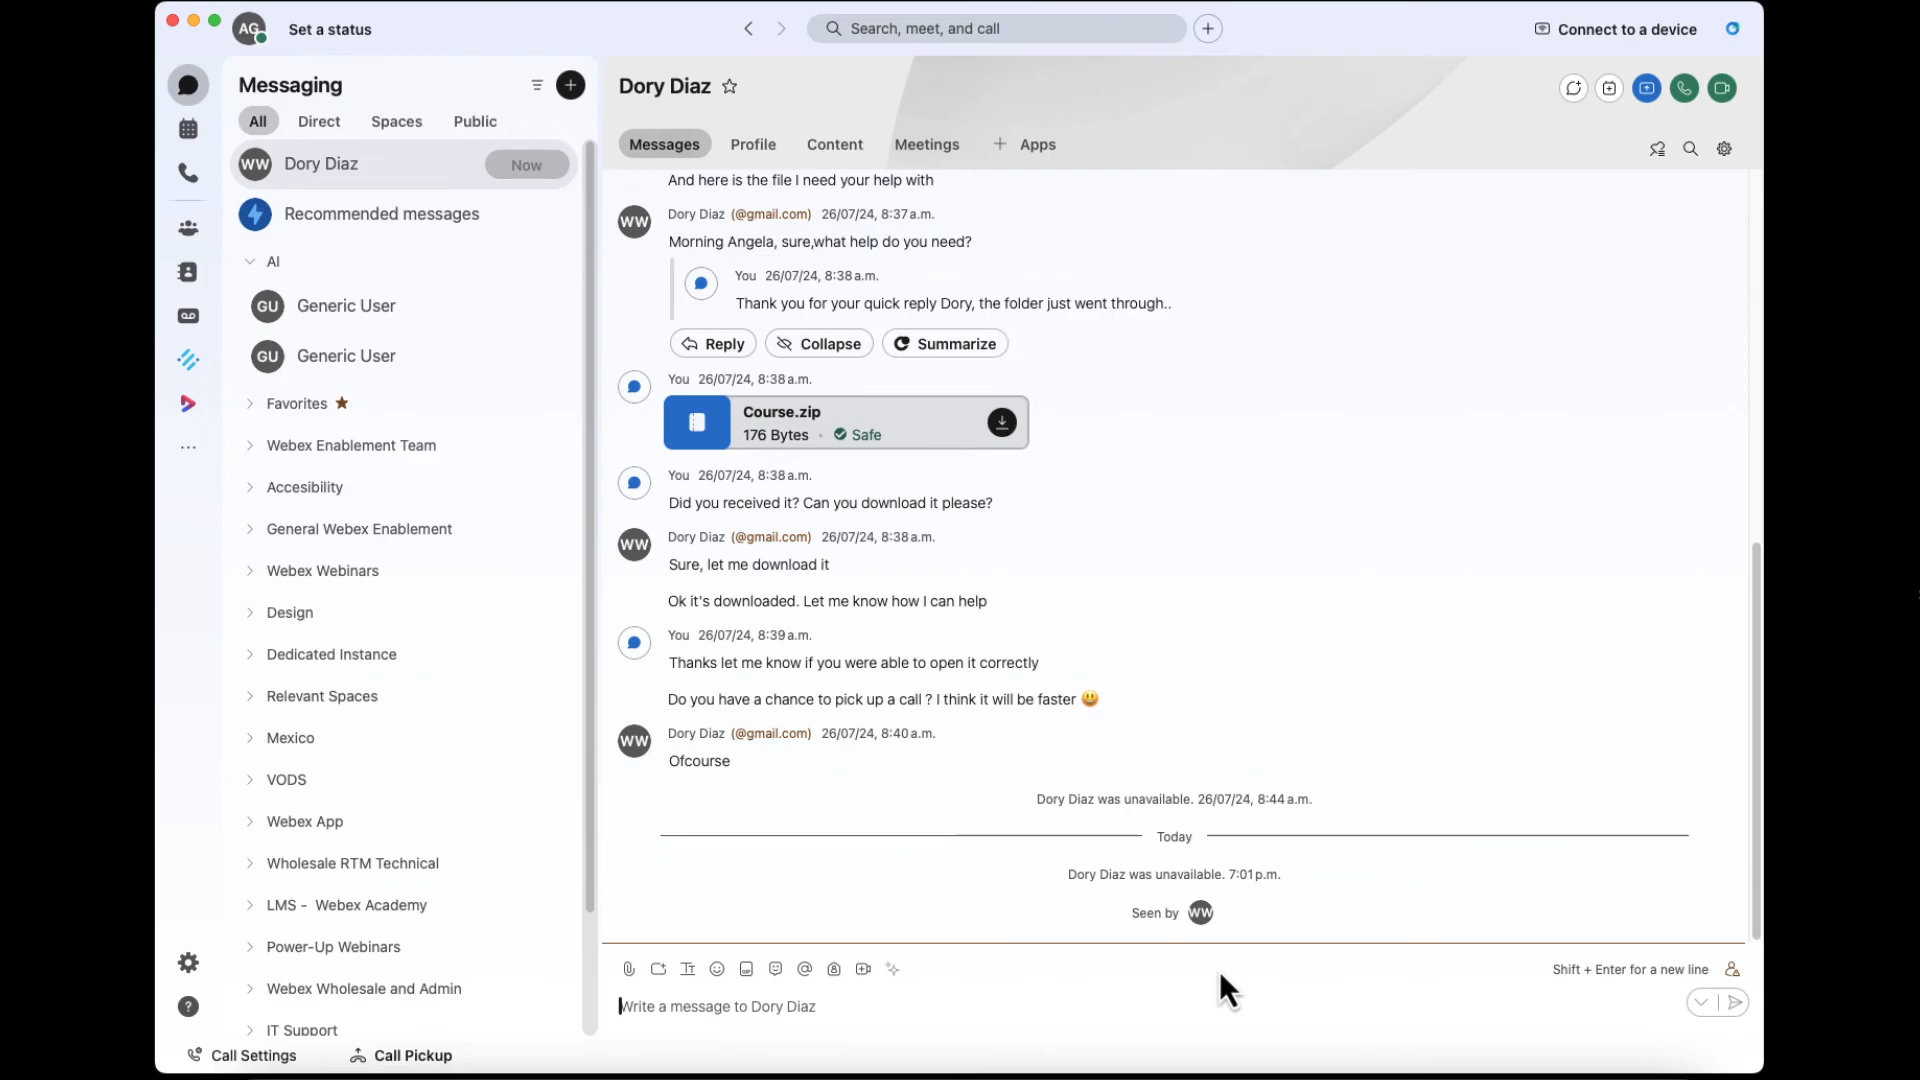 AG
Set a status
Search, meet, and call
Connect to a device
Messaging
All
Direct
Spaces
Public
WW
Dory Diaz
Now
Recommended messages
AI
GU
Generic User
GU
Generic User
Favorites
Webex Enablement Team
Accesibility
General Webex Enablement
Webex Webinars
Design
Dedicated Instance
Relevant Spaces
Mexico
VODS
Webex App
Wholesale RTM Technical
LMS - Webex Academy
Power-Up Webinars
Webex Wholesale and Admin
IT Support
Call Settings
Call Pickup
Dory Diaz
Messages
Profile
Content
Meetings
Apps
And here is the file I need your help with
WW
Dory Diaz (@gmail.com) 26/07/24, 8:37 a.m.
Morning Angela, sure,what help do you need?
You 26/07/24, 8:38 a.m.
Thank you for your quick reply Dory, the folder just went through..
Reply
Collapse
Summarize
You 26/07/24, 8:38 a.m.
Course.zip
176 Bytes
Safe
You 26/07/24, 8:38 a.m.
Did you received it? Can you download it please?
WW
Dory Diaz (@gmail.com) 26/07/24, 8:38 a.m.
Sure, let me download it
Ok it's downloaded. Let me know how I can help
You 26/07/24, 8:39 a.m.
Thanks let me know if you were able to open it correctly
Do you have a chance to pick up a call ? I think it will be faster 😃
WW
Dory Diaz (@gmail.com) 26/07/24, 8:40 a.m.
Ofcourse
Dory Diaz was unavailable. 26/07/24, 8:44 a.m.
Today
Dory Diaz was unavailable. 7:01 p.m.
Seen by WW
Shift + Enter for a new line
Write a message to Dory Diaz